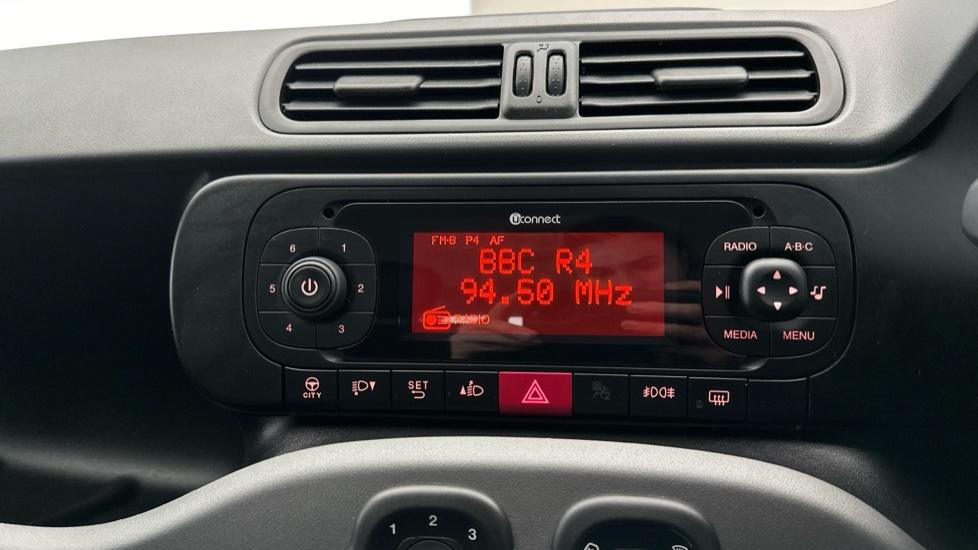 uconnect
FM-B P4 AF
BBC R4
94.50 MHz
RADIO
6 1
5 2
4 3
RADIO A·B·C
MEDIA MENU
CITY
SET
1 2 3